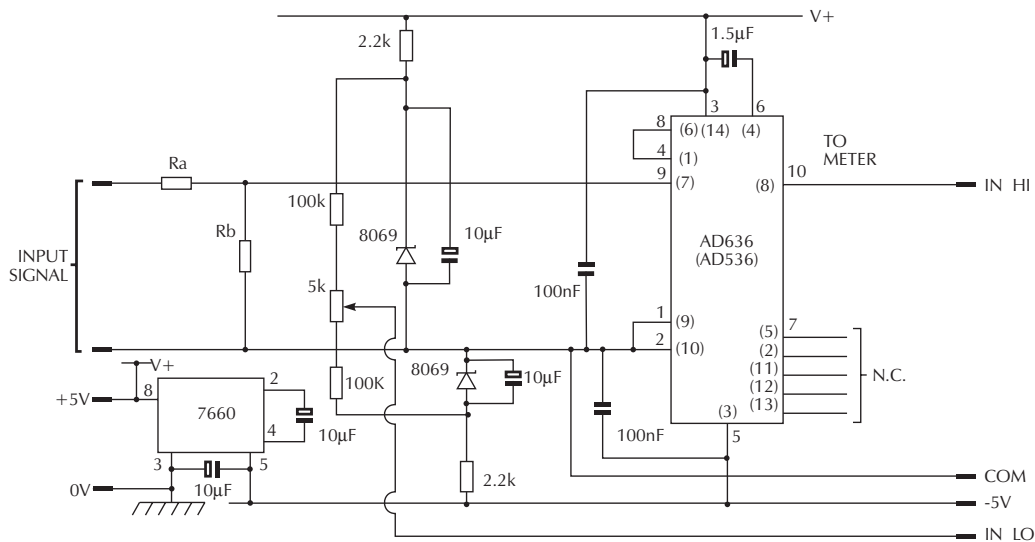 V+
2.2k
1.5µF
3
6
8
(6)
(14)
(4)
4
(1)
TO
METER
Ra
9
(7)
10
(8)
IN HI
100k
Rb
8069
10µF
AD636
(AD536)
INPUT
SIGNAL
5k
100nF
1
(9)
7
(5)
2
(10)
(2)
V+
8069
(11)
N.C.
+5V
8
2
100K
10µF
(12)
7660
(13)
4
10µF
100nF
(3)
5
3
5
0V
10µF
2.2k
COM
-5V
IN LO